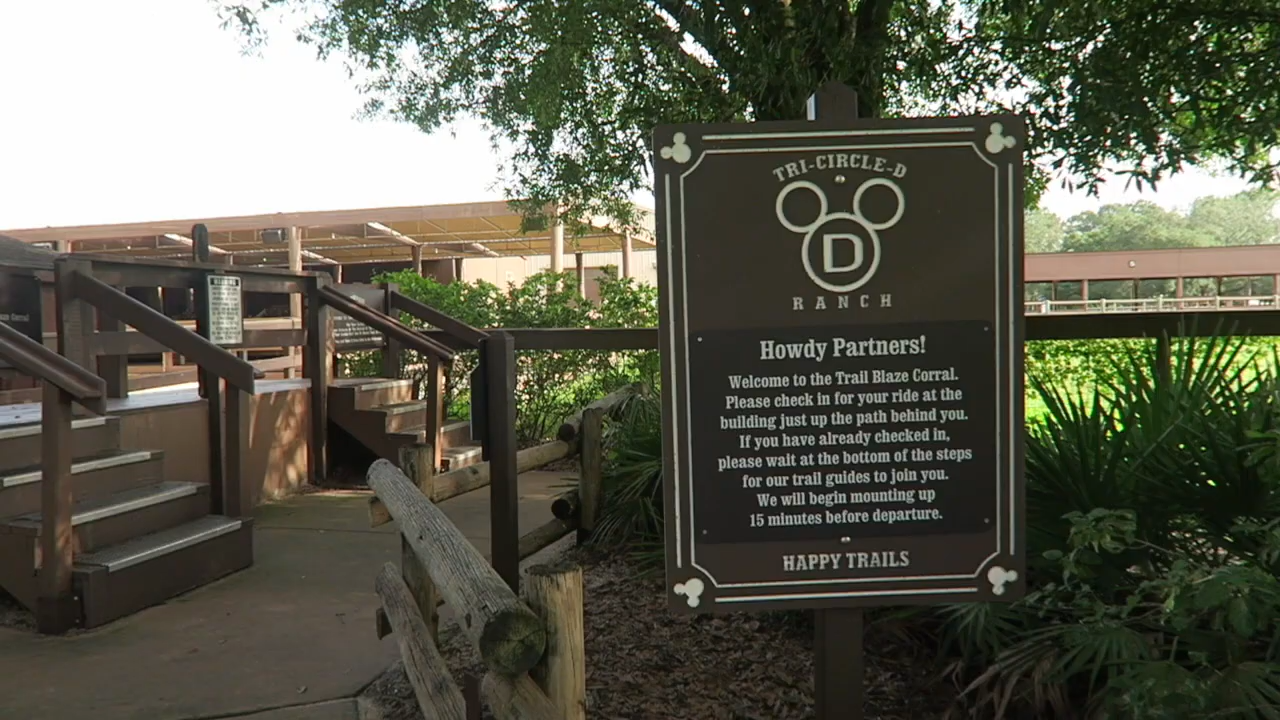 TRI-CIRCLE-D
D
RANCH
Howdy Partners!
Welcome to the Trail Blaze Corral.
Please check in for your ride at the
building just up the path behind you.
If you have already checked in,
please wait at the bottom of the steps
for our trail guides to join you.
We will begin mounting up
15 minutes before departure.
HAPPY TRAILS